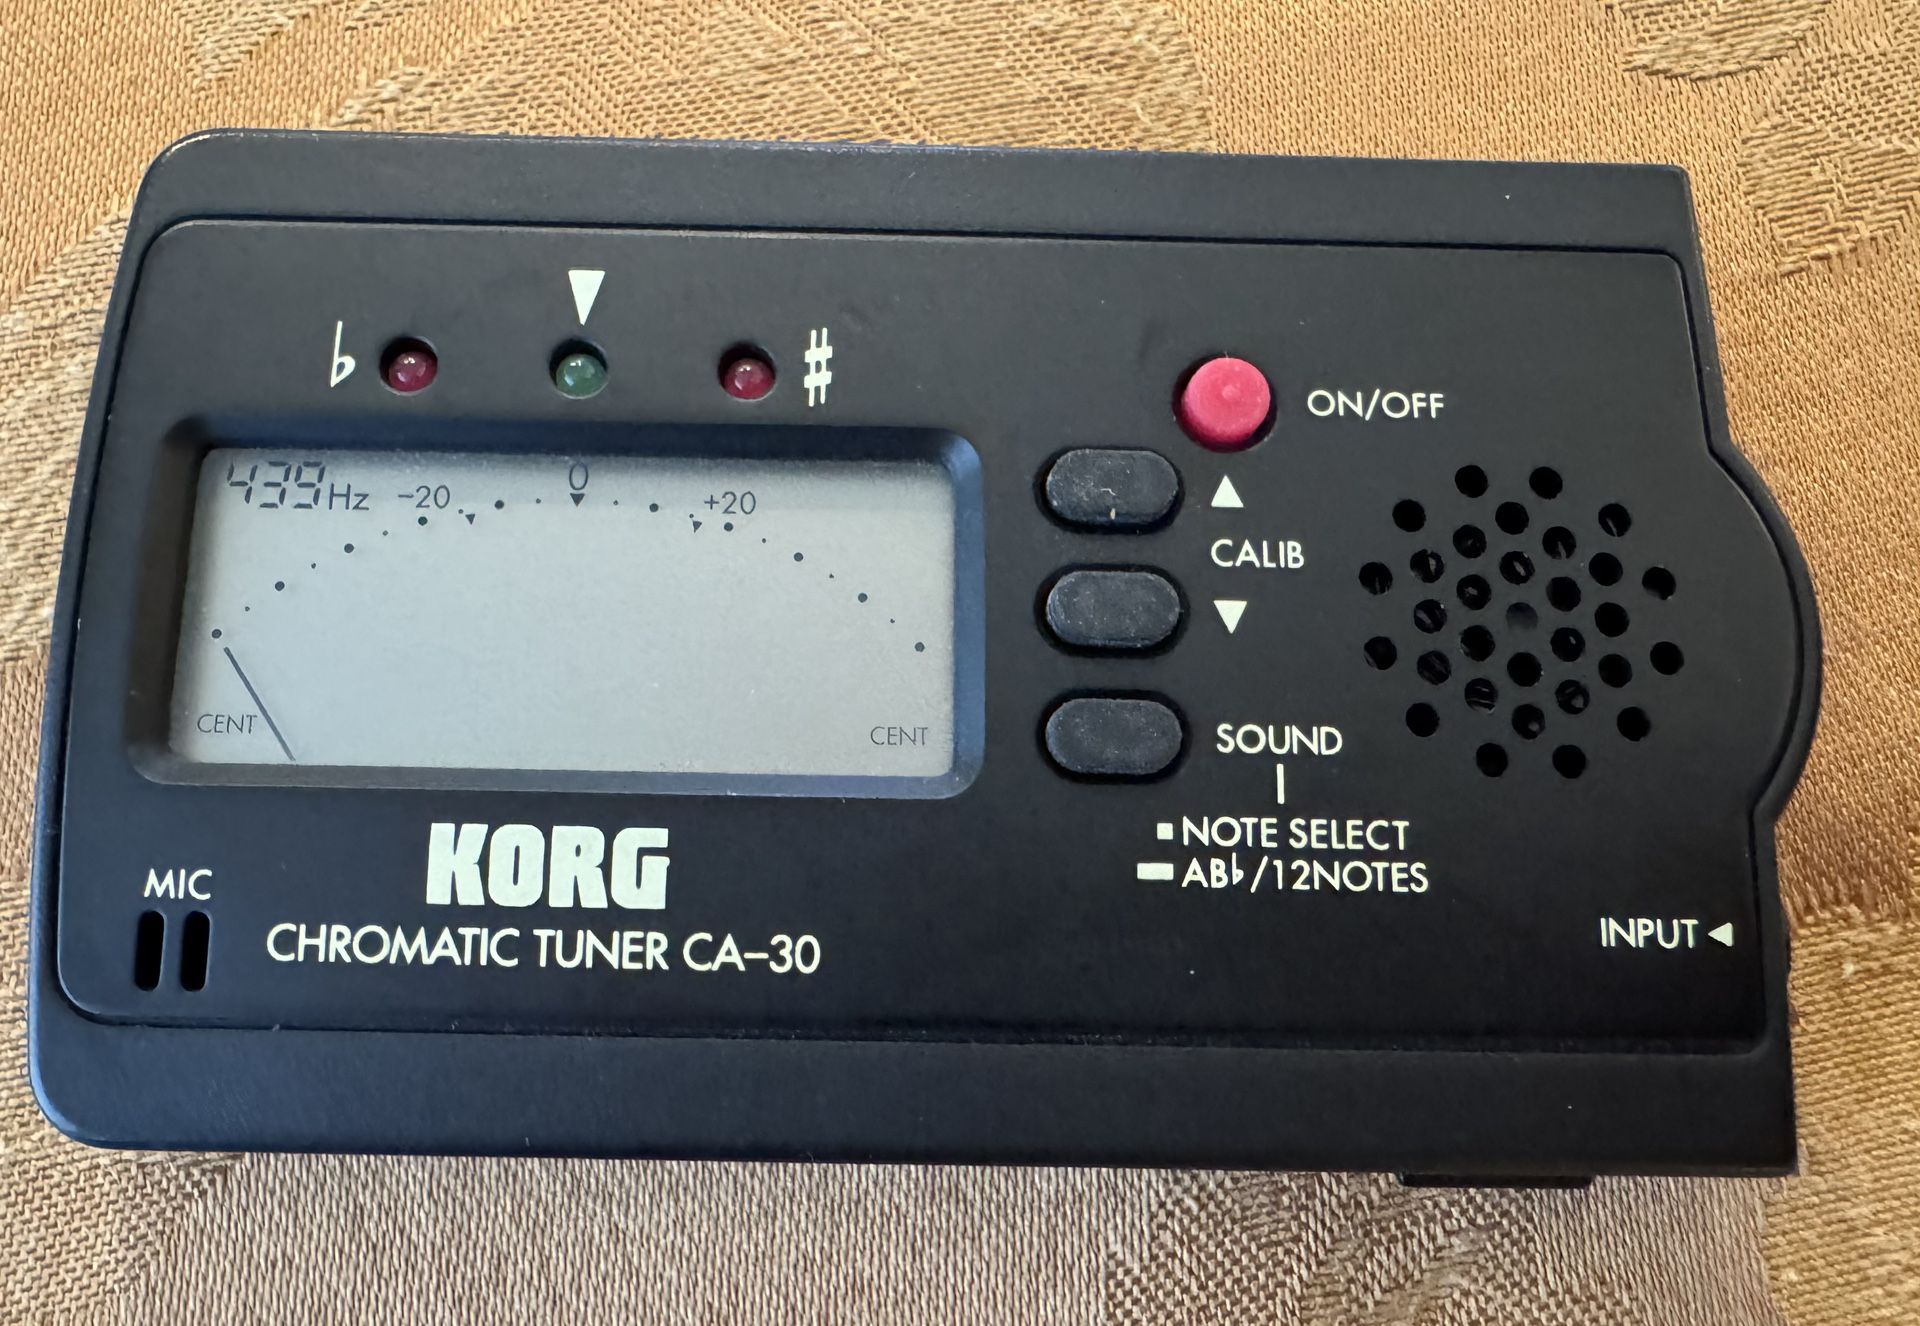 ♭ ♯
ON/OFF
439Hz -20 0 +20
CALIB
CENT CENT
SOUND
NOTE SELECT
AB♭/12NOTES
KORG
MIC
CHROMATIC TUNER CA-30
INPUT